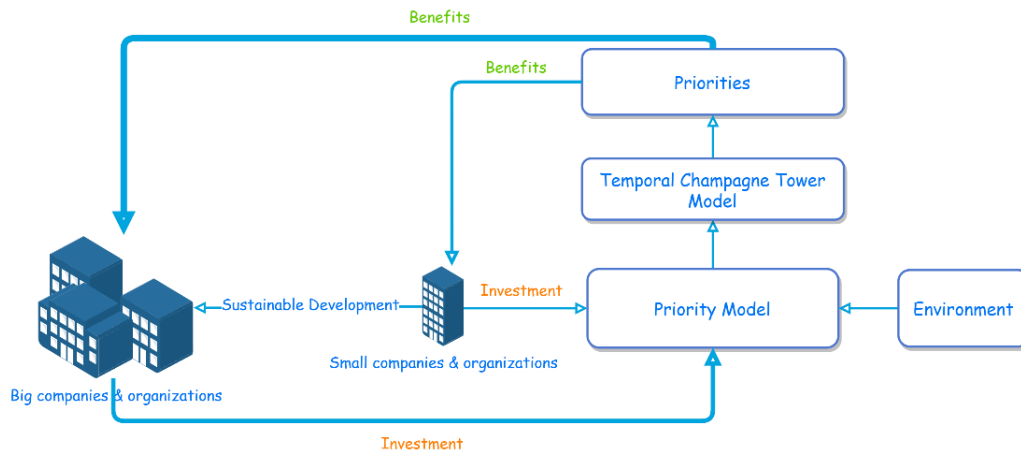 Benefits
Benefits
Priorities
Temporal Champagne Tower
Model
Sustainable Development
Investment
Priority Model
Environment
Small companies & organizations
Big companies & organizations
Investment